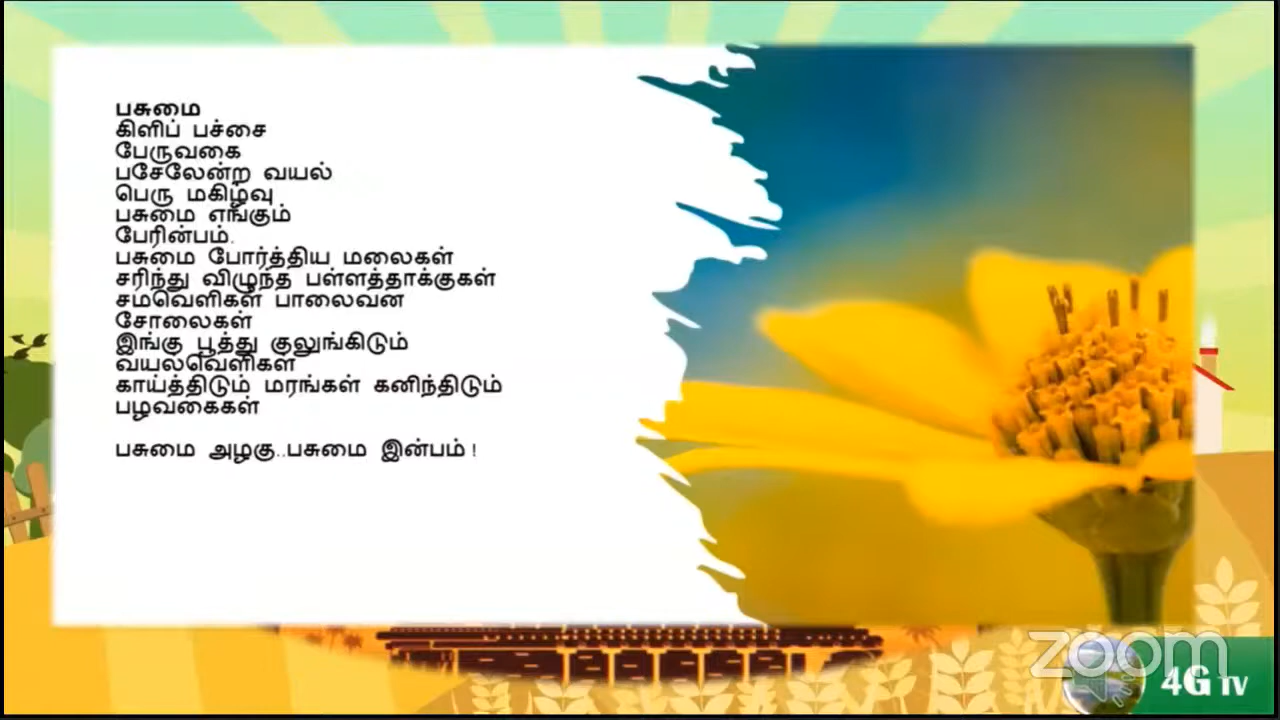 பசுமை
கிளிப் பச்சை
பேருவகை
பசேலேன்ற வயல்
பெரு மகிழ்வு
பசுமை எங்கும்
பேரின்பம்.
பசுமை போர்த்திய மலைகள்
சரிந்து விழுந்த பள்ளத்தாக்குகள்
சமவெளிகள் பாலைவன
சோலைகள்
இங்கு பூத்து குலுங்கிடும்
வயல்வெளிகள்
காய்த்திடும் மரங்கள் கனிந்திடும்
பழவகைகள்
பசுமை அழகு..பசுமை இன்பம் !
zoom
4G TV